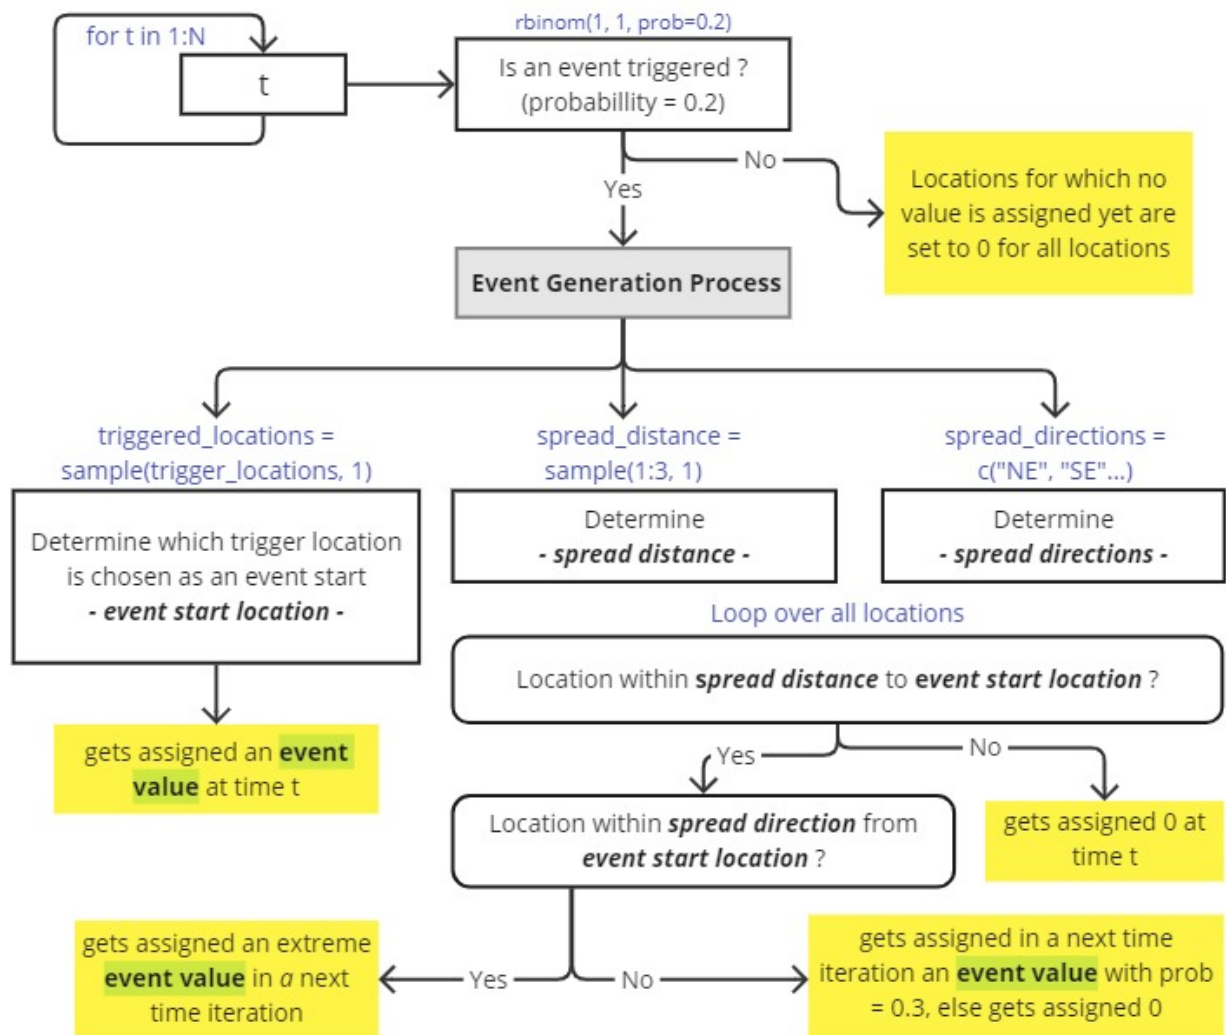 for t in 1:N
t
rbinom(1, 1, prob=0.2)
Is an event triggered ?
(probabillity = 0.2)
No
Yes
Locations for which no
value is assigned yet are
set to 0 for all locations
Event Generation Process
triggered_locations =
sample(trigger_locations, 1)
Determine which trigger location
is chosen as an event start
- event start location -
gets assigned an event
value at time t
spread_distance =
sample(1:3, 1)
Determine
- spread distance -
spread_directions =
c("NE", "SE"...)
Determine
- spread directions -
Loop over all locations
Location within spread distance to event start location ?
Yes
No
gets assigned 0 at
time t
Location within spread direction from
event start location ?
Yes
No
gets assigned an extreme
event value in a next
time iteration
gets assigned in a next time
iteration an event value with prob
= 0.3, else gets assigned 0